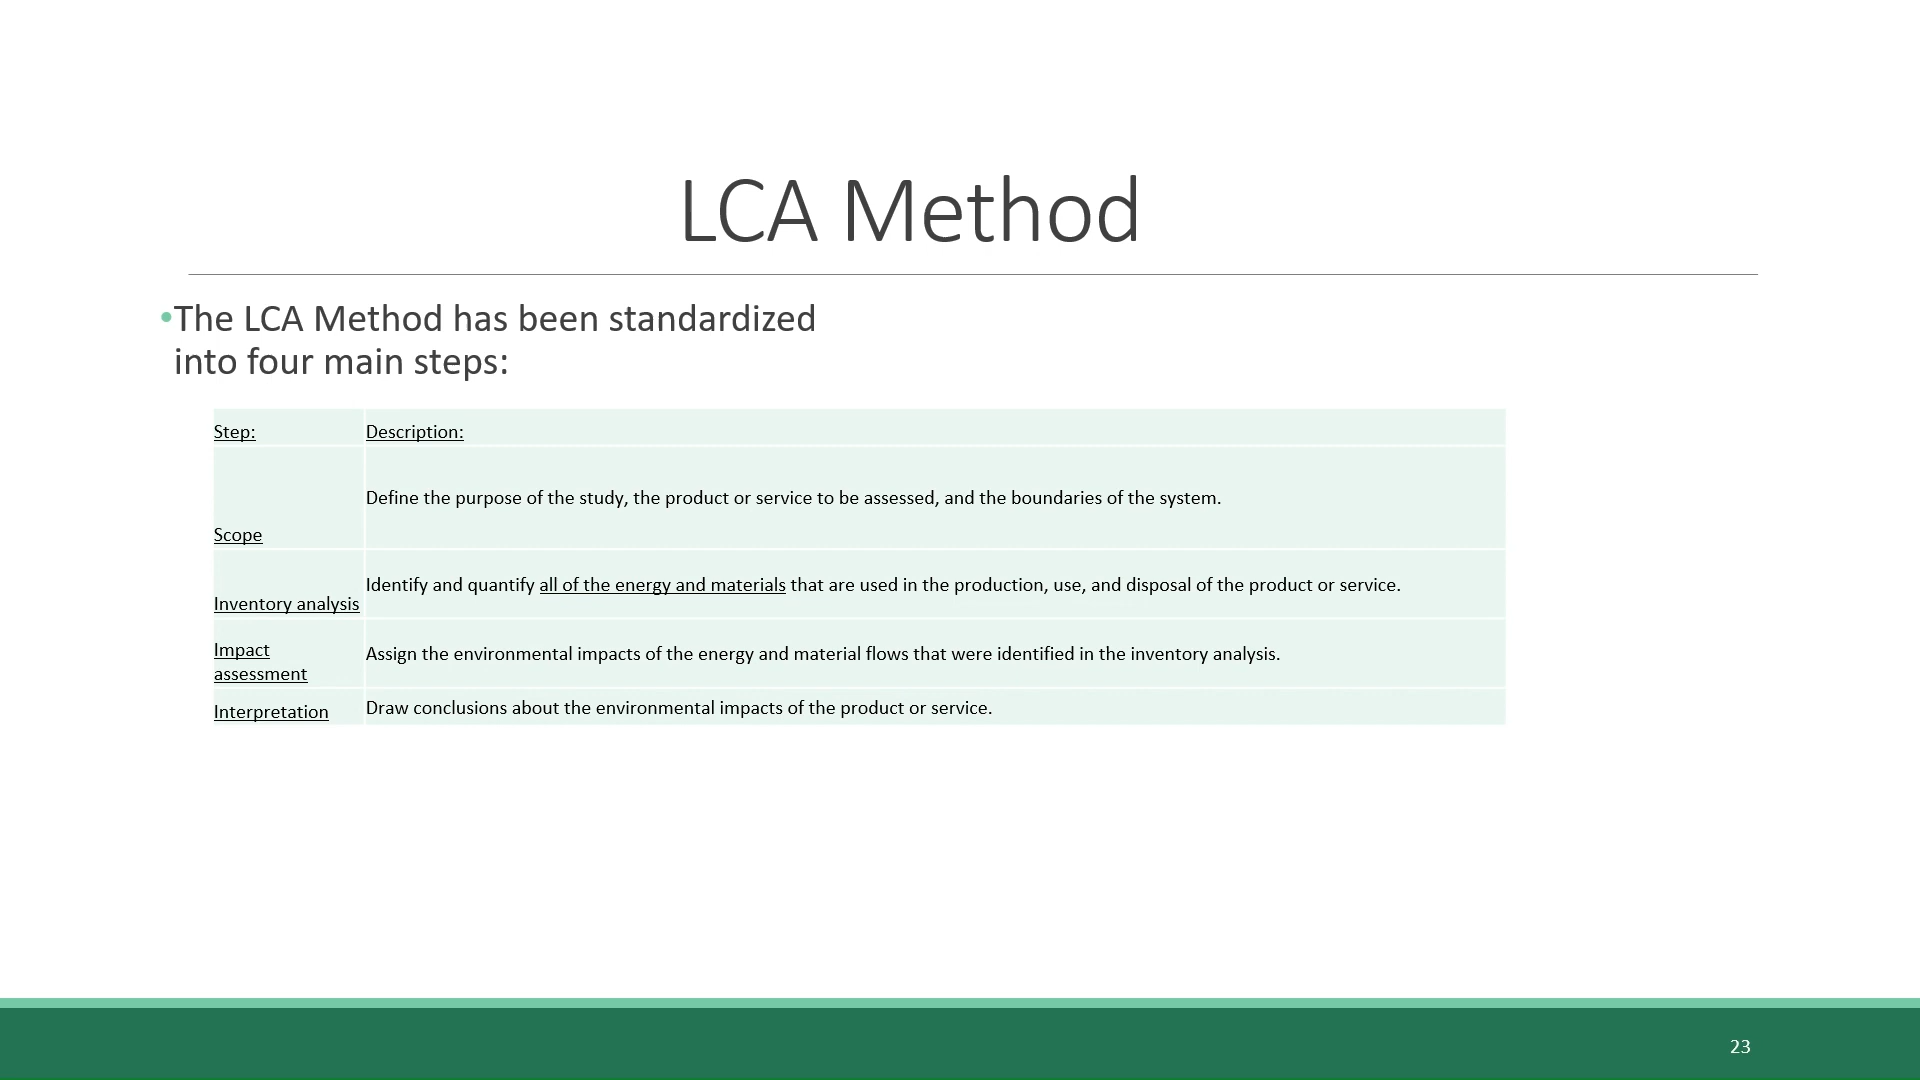 LCA Method
•The LCA Method has been standardized
into four main steps:
Step:
Description:
Scope
Define the purpose of the study, the product or service to be assessed, and the boundaries of the system.
Inventory analysis
Identify and quantify all of the energy and materials that are used in the production, use, and disposal of the product or service.
Impact
assessment
Assign the environmental impacts of the energy and material flows that were identified in the inventory analysis.
Interpretation
Draw conclusions about the environmental impacts of the product or service.
23